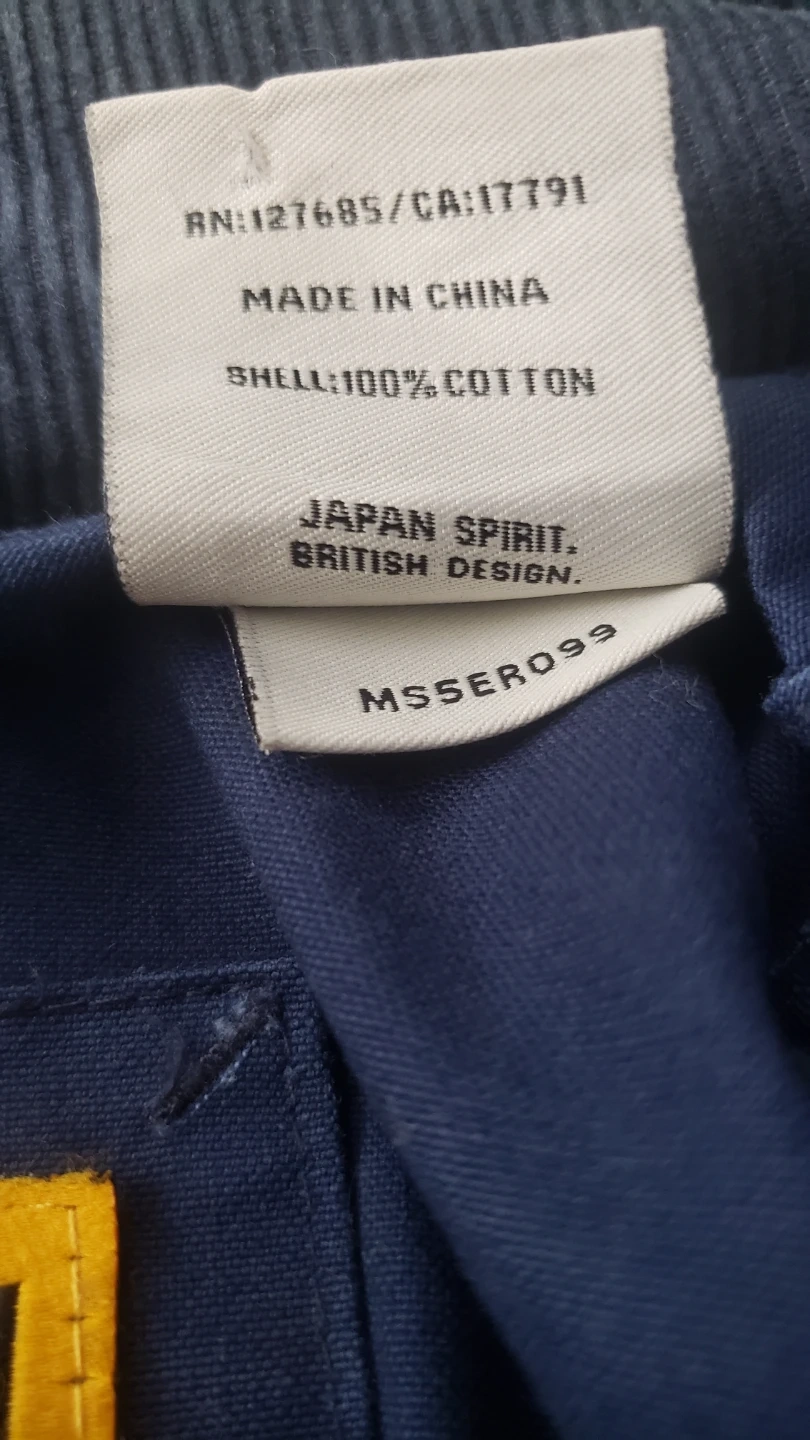 RN:127685/CA:17791
MADE IN CHINA
SHELL:100%COTTON
JAPAN SPIRIT.
BRITISH DESIGN.
MS5ER099